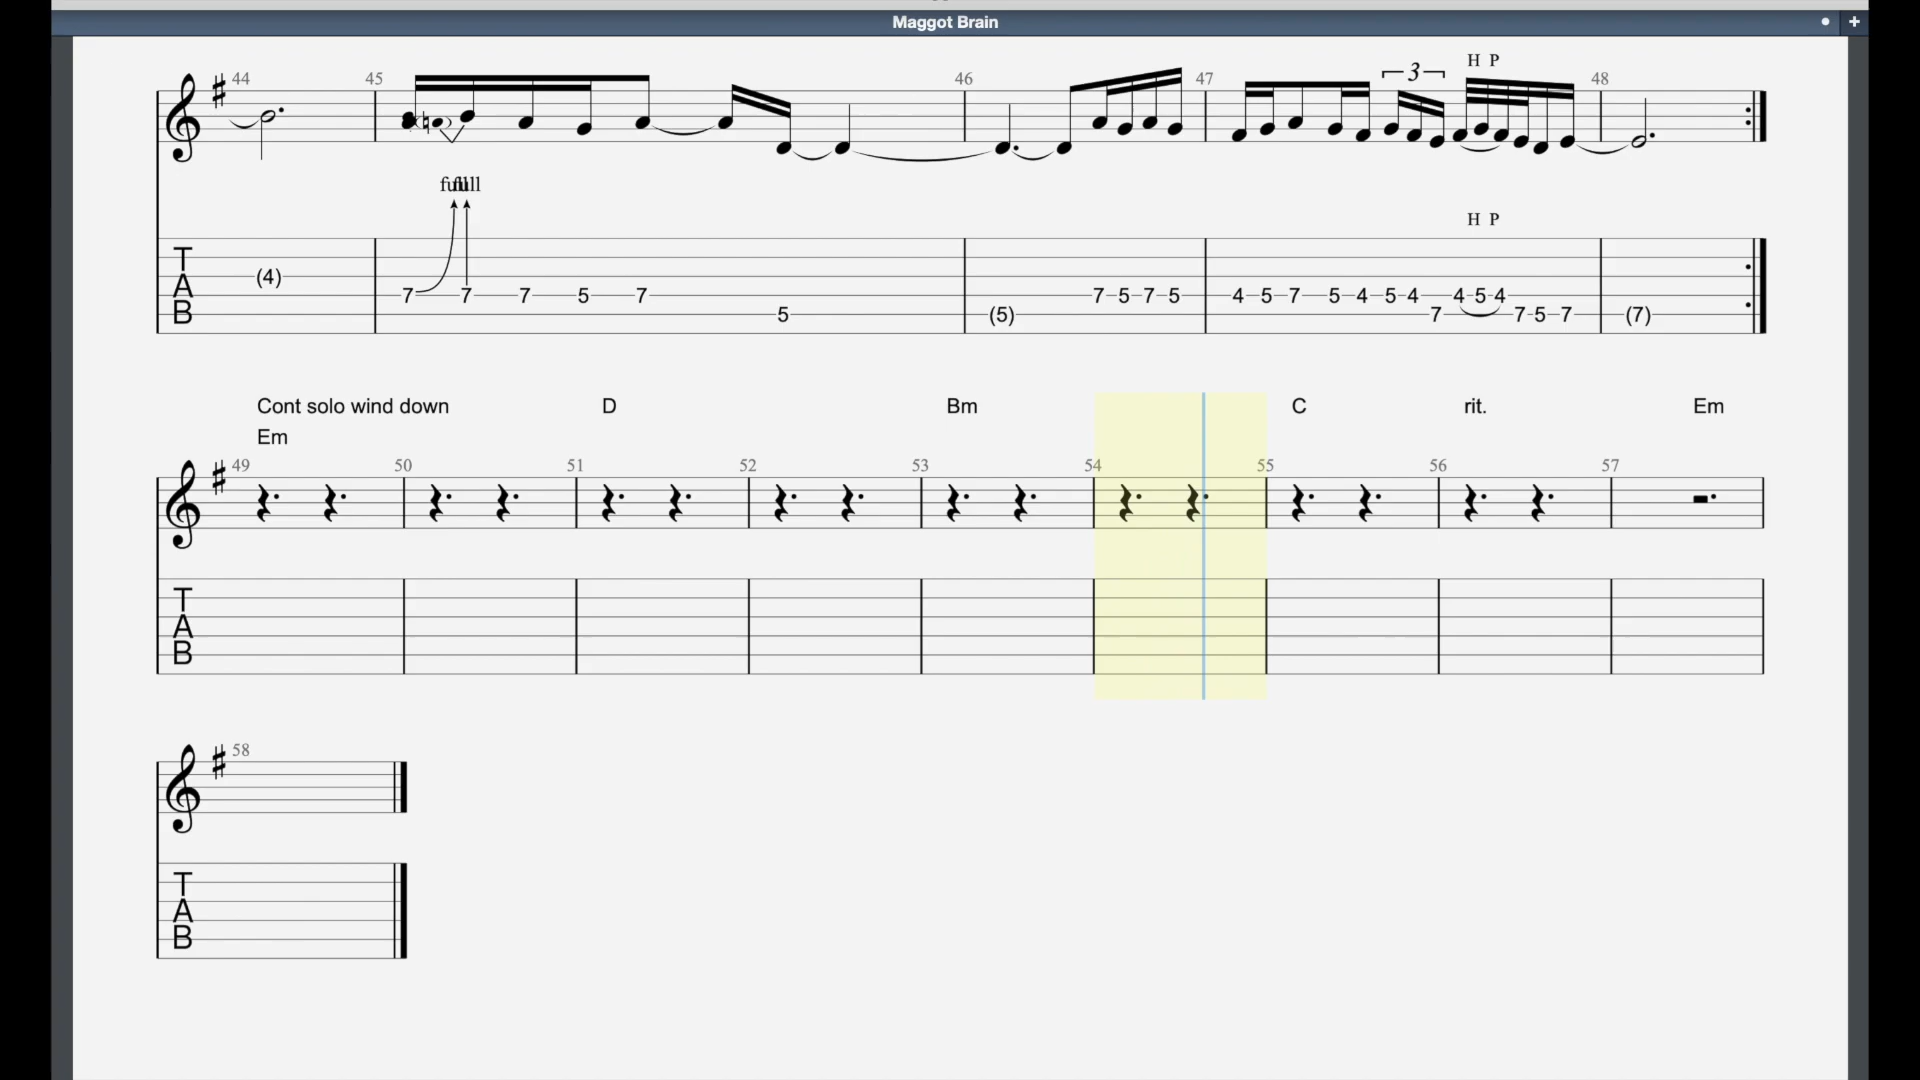 Maggot Brain
H P
44 45 46 47 3 48
full full
H P
T
A
B
(4) 7 7 7 5 7 5 (5) 7 5 7 5 4 5 7 5 4 5 4 7 4 5 4 7 5 7 (7)
Cont solo wind down D Bm C rit. Em
Em
49 50 51 52 53 54 55 56 57
T
A
B
58
T
A
B